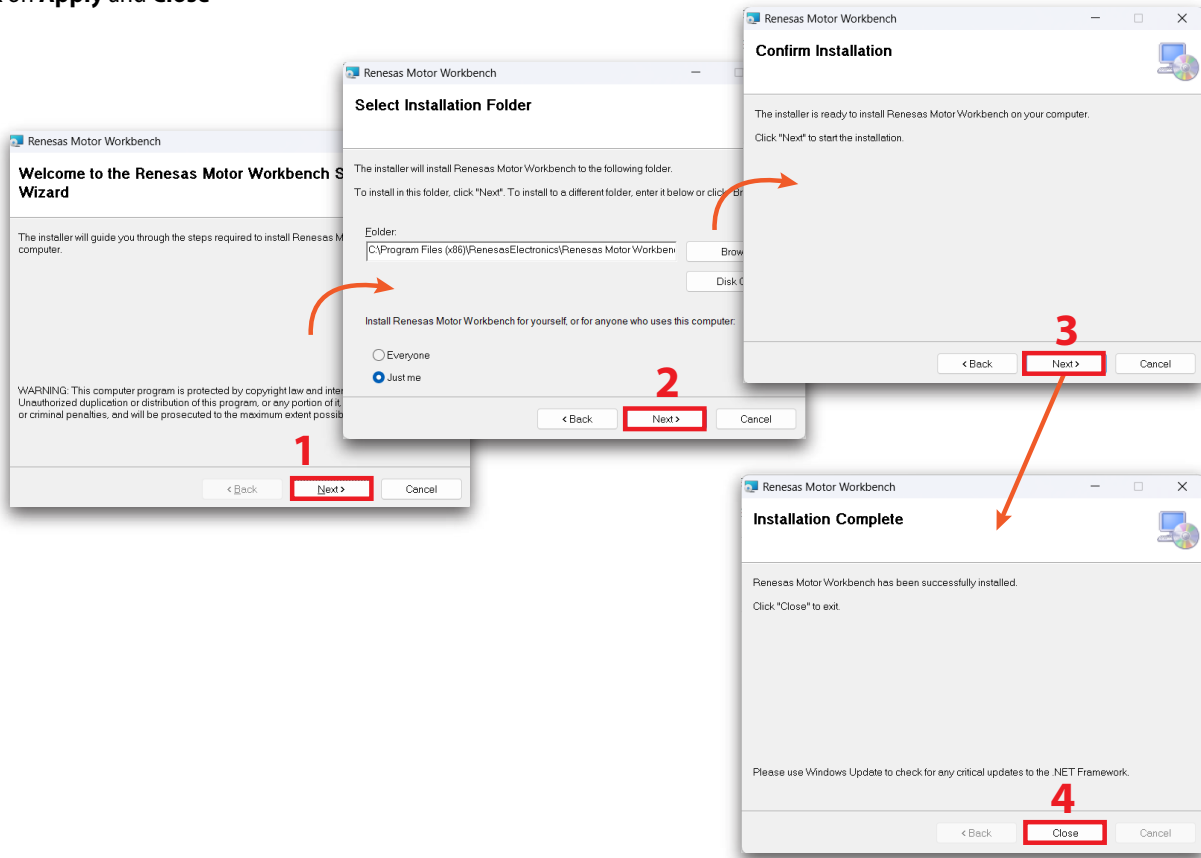 on Apply and Close
Renesas Motor Workbench
Welcome to the Renesas Motor Workbench
Wizard
The installer will guide you through the steps required to install Renesas
computer.
WARNING: This computer program is protected by copyright law and
Unauthorized duplication or distribution of this program, or any portion of it,
or criminal penalties, and will be prosecuted to the maximum extent
1
< Back
Next >
Cancel
Renesas Motor Workbench
Select Installation Folder
The installer will install Renesas Motor Workbench to the following folder.
To install in this folder, click "Next". To install to a different folder, enter it below or click
Folder:
C:\Program Files (x86)\RenesasElectronics\Renesas Motor Workben
Brow
Disk
Install Renesas Motor Workbench for yourself, or for anyone who uses this computer:
Everyone
Just me
2
< Back
Next >
Cancel
Renesas Motor Workbench
Confirm Installation
The installer is ready to install Renesas Motor Workbench on your computer.
Click "Next" to start the installation.
3
< Back
Next >
Cancel
Renesas Motor Workbench
Installation Complete
Renesas Motor Workbench has been successfully installed.
Click "Close" to exit.
Please use Windows Update to check for any critical updates to the .NET Framework.
4
< Back
Close
Cancel